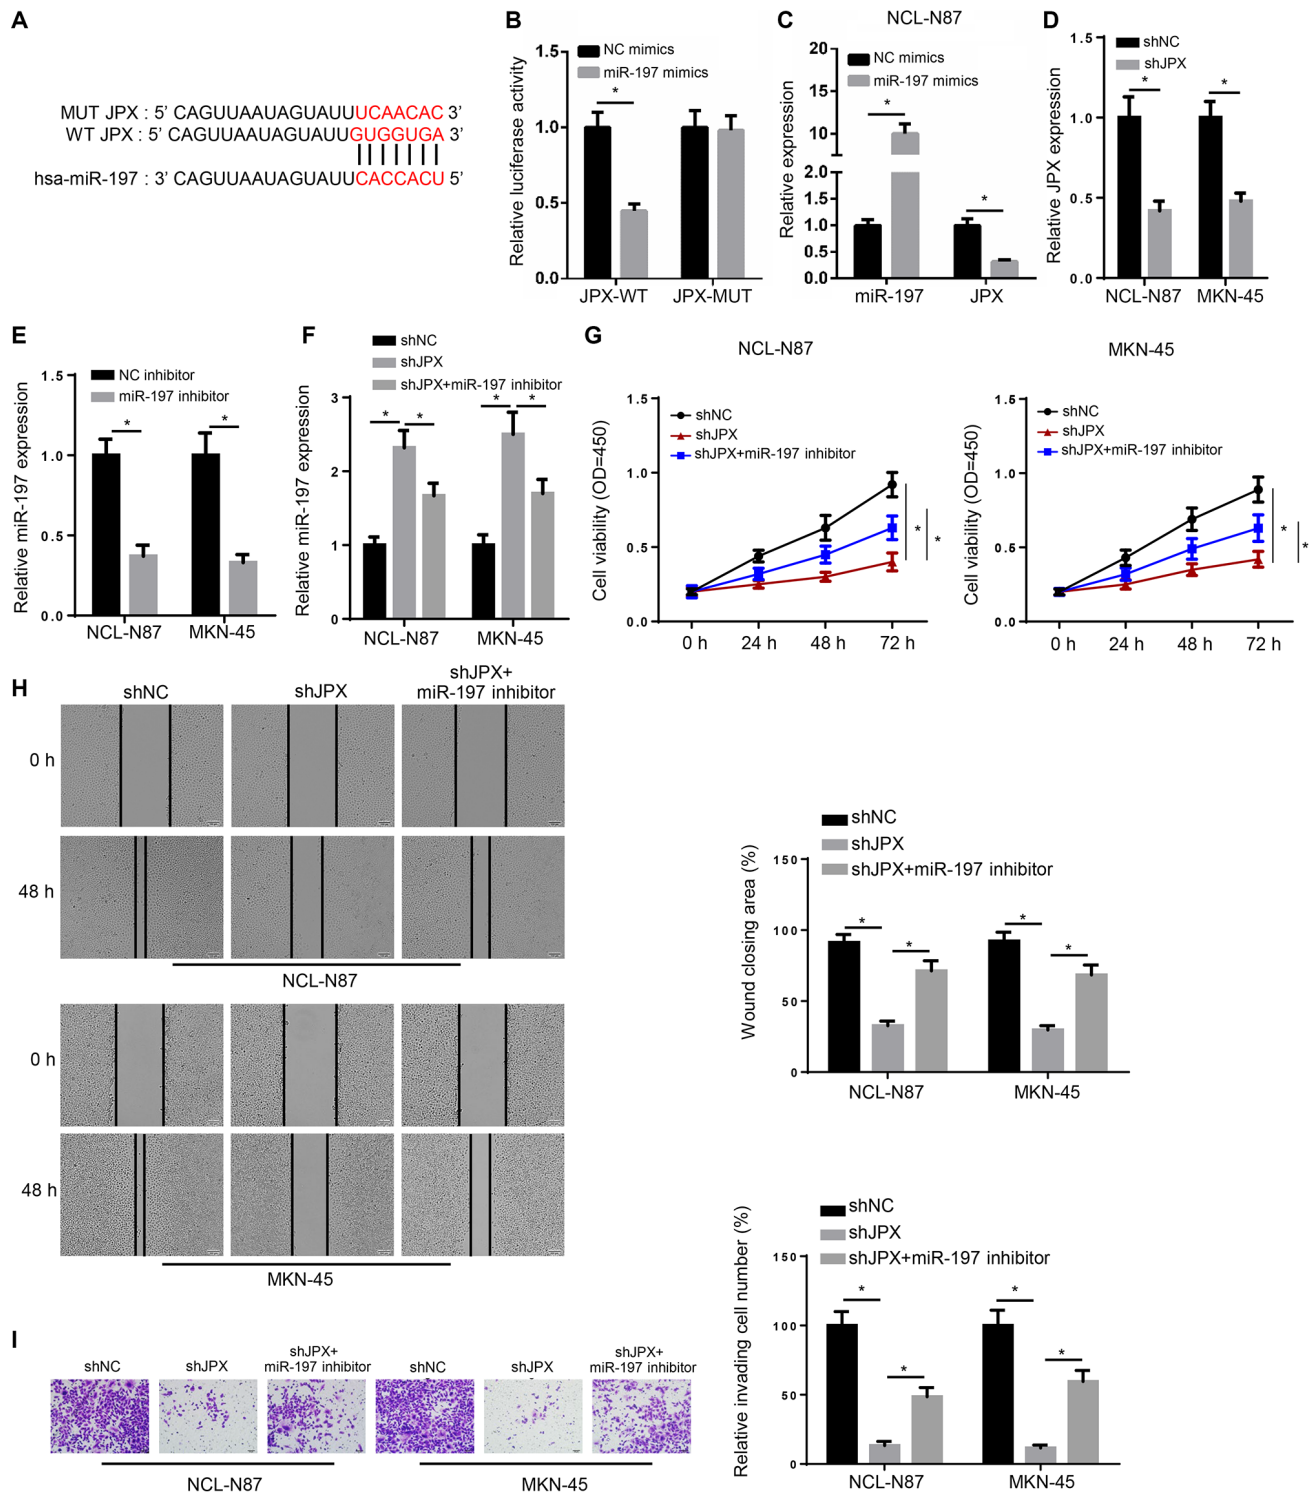 A
MUT JPX : 5’ CAGUUAAUAGUAUUUCAACAC 3’
WT JPX : 5’ CAGUUAAUAGUAUUGUGGUGA 3’
hsa-miR-197 : 3’ CAGUUAAUAGUAUUCACCACU 5’
B
NC mimics
miR-197 mimics
Relative luciferase activity
1.5
1.0
0.5
0.0
*
JPX-WT
JPX-MUT
C
NCL-N87
NC mimics
miR-197 mimics
Relative expression
20
15
10
2.0
1.0
0.5
0.0
*
*
miR-197
JPX
D
shNC
shJPX
Relative JPX expression
1.5
1.0
0.5
0.0
*
*
NCL-N87
MKN-45
E
NC inhibitor
miR-197 inhibitor
Relative miR-197 expression
1.5
1.0
0.5
0.0
*
*
NCL-N87
MKN-45
F
shNC
shJPX
shJPX+miR-197 inhibitor
Relative miR-197 expression
3
2
1
0
*
*
*
*
NCL-N87
MKN-45
G
NCL-N87
shNC
shJPX
shJPX+miR-197 inhibitor
Cell viability (OD=450)
1.5
1.0
0.5
0.0
*
*
0 h
24 h
48 h
72 h
MKN-45
shNC
shJPX
shJPX+miR-197 inhibitor
Cell viability (OD=450)
1.5
1.0
0.5
0.0
*
*
0 h
24 h
48 h
72 h
H
shNC
shJPX
shJPX+
miR-197 inhibitor
0 h
48 h
NCL-N87
0 h
48 h
MKN-45
shNC
shJPX
shJPX+miR-197 inhibitor
Wound closing area (%)
150
100
50
0
*
*
*
*
NCL-N87
MKN-45
I
shNC
shJPX
shJPX+
miR-197 inhibitor
shNC
shJPX
shJPX+
miR-197 inhibitor
NCL-N87
MKN-45
shNC
shJPX
shJPX+miR-197 inhibitor
Relative invading cell number (%)
150
100
50
0
*
*
*
*
NCL-N87
MKN-45